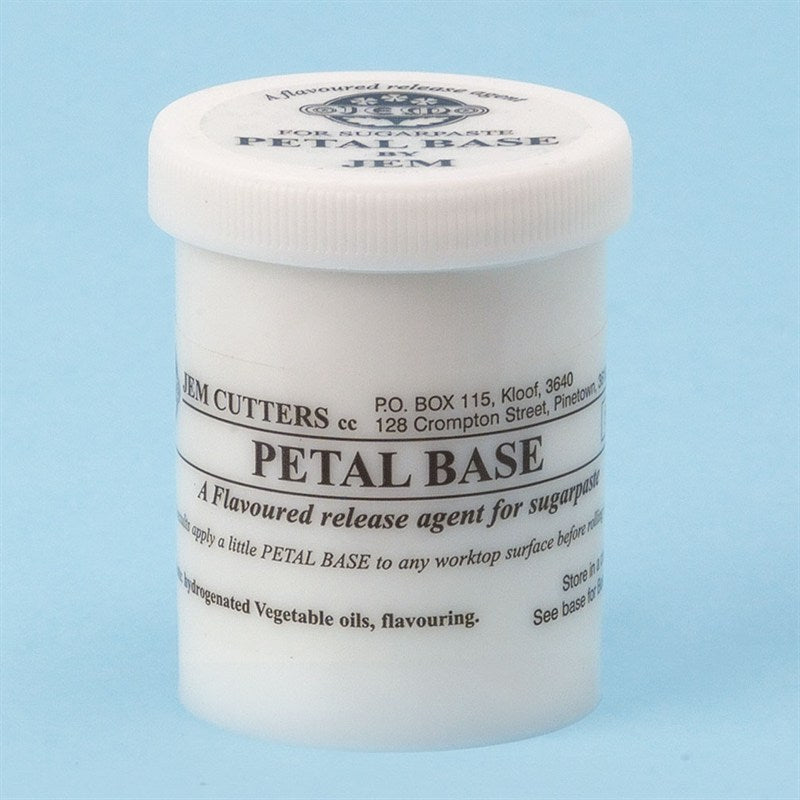 A flavoured release agent
JEM
FOR SUGARPASTE
PETAL BASE
BY
JEM
JEM CUTTERS cc
P.O. BOX 115, Kloof, 3640
128 Crompton Street, Pinetown,
PETAL BASE
A Flavoured release agent for sugarpaste
apply a little PETAL BASE to any worktop surface before rolling
hydrogenated Vegetable oils, flavouring.
Store in a
See base for